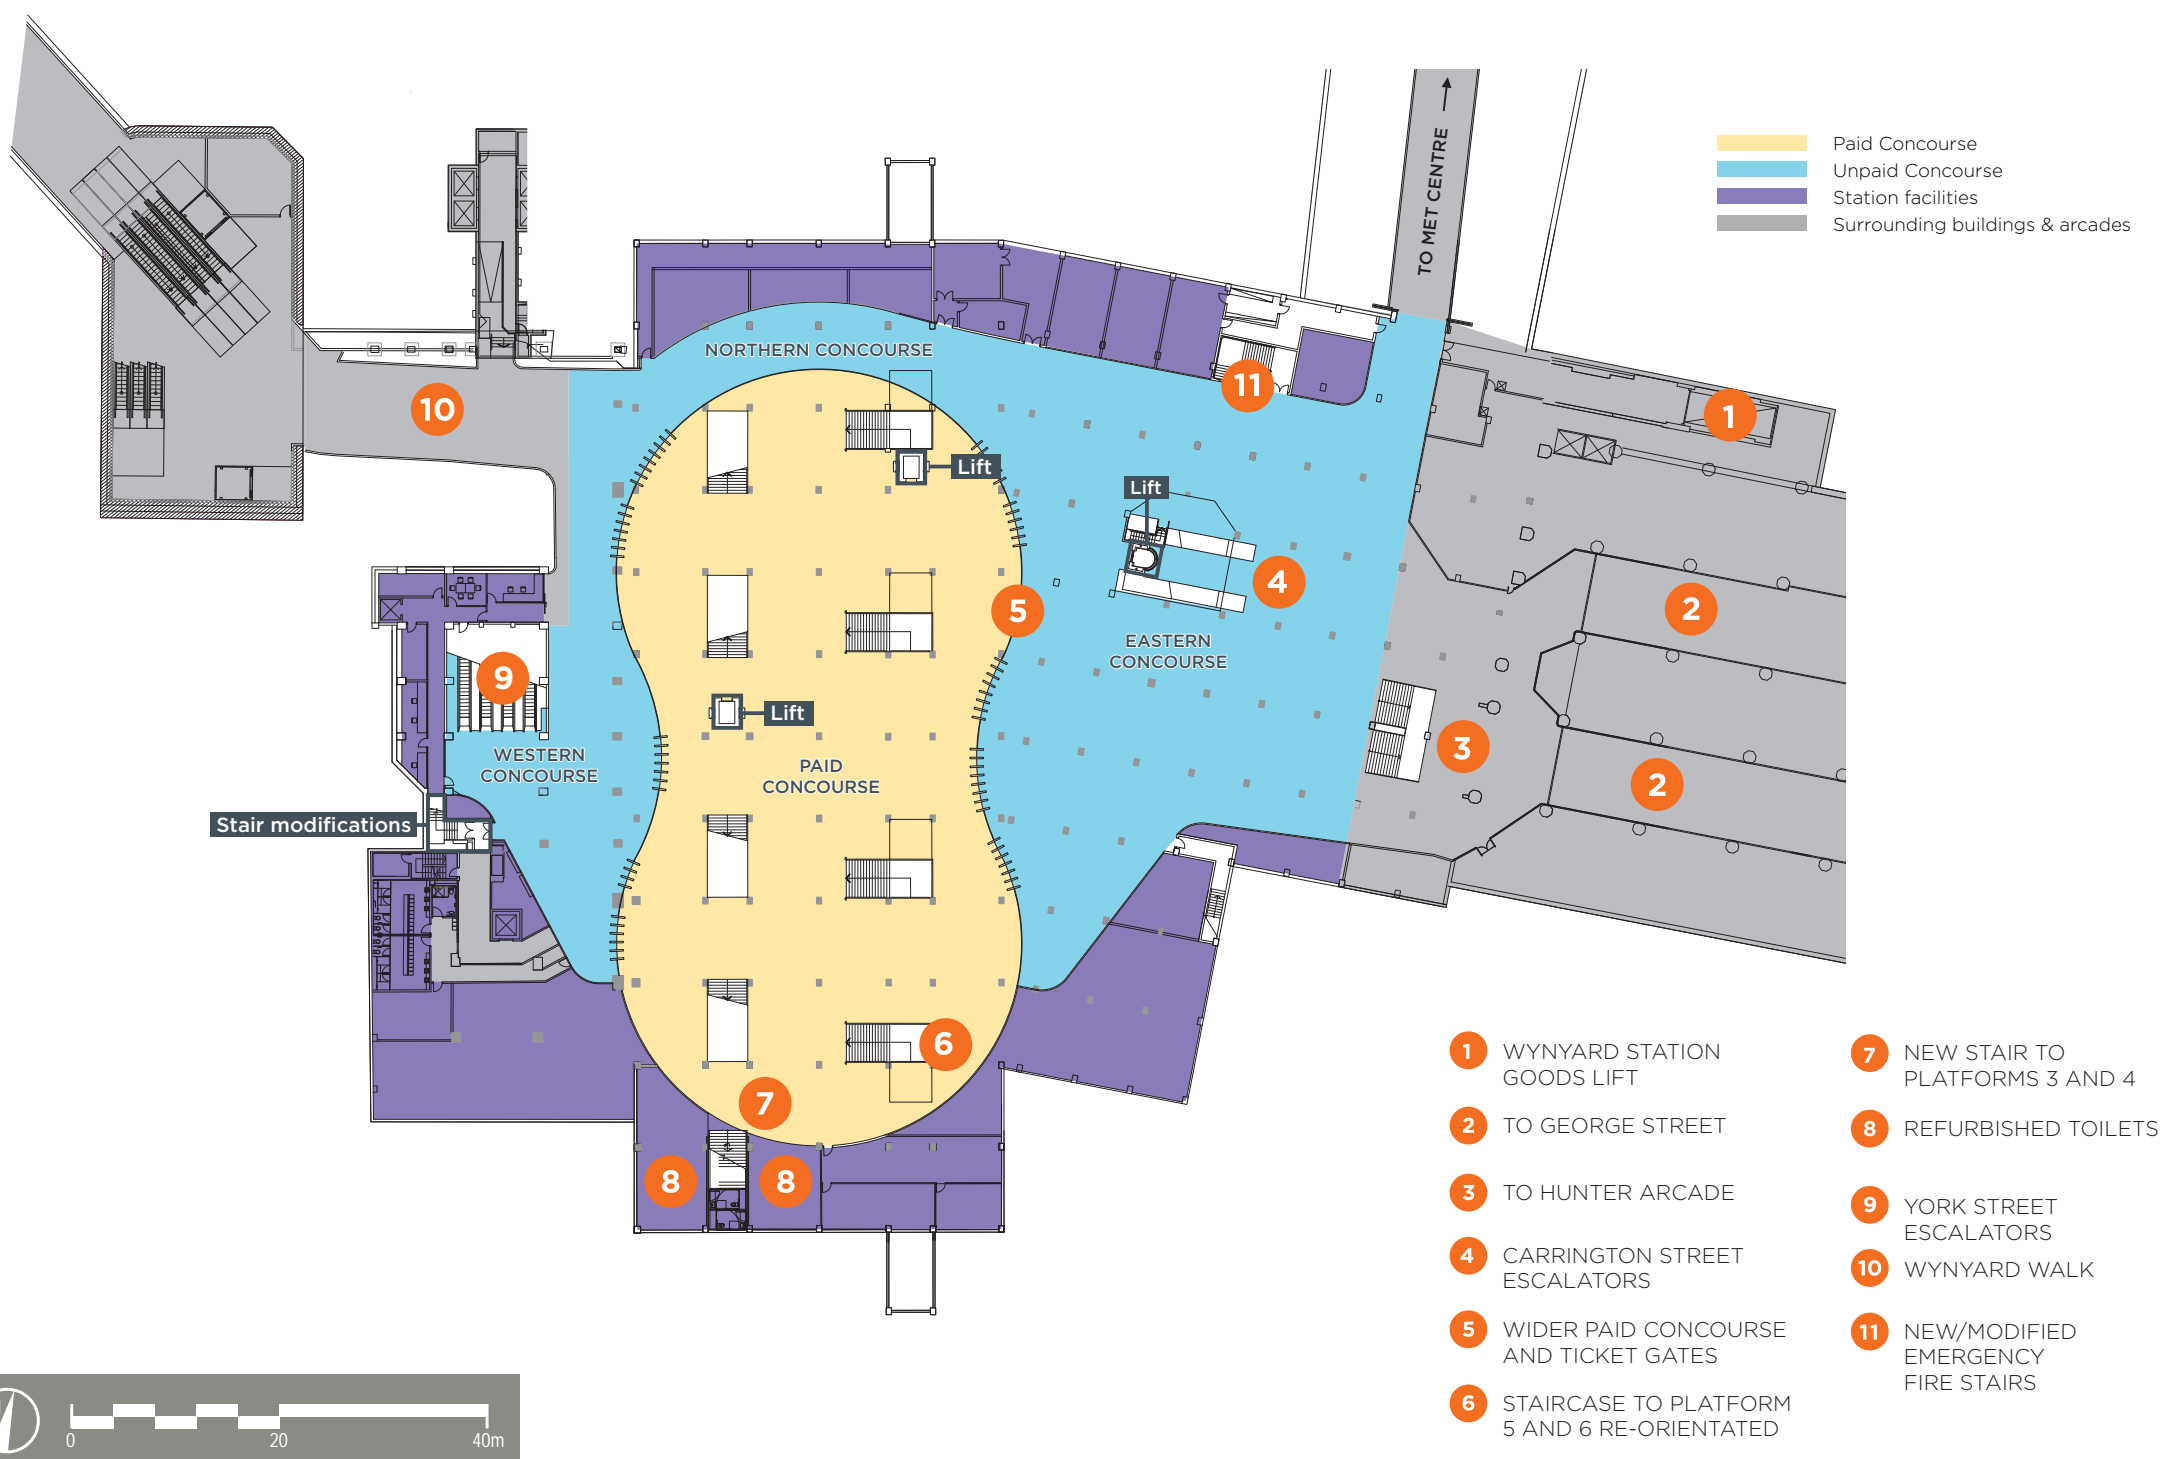 TO MET CENTRE
Paid Concourse
Unpaid Concourse
Station facilities
Surrounding buildings & arcades
NORTHERN CONCOURSE
11
10
1
Lift
Lift
4
2
5
EASTERN
CONCOURSE
9
Lift
3
WESTERN
CONCOURSE
PAID
CONCOURSE
2
Stair modifications
6
7
8
8
1 WYNYARD STATION
GOODS LIFT
2 TO GEORGE STREET
3 TO HUNTER ARCADE
4 CARRINGTON STREET
ESCALATORS
5 WIDER PAID CONCOURSE
AND TICKET GATES
6 STAIRCASE TO PLATFORM
5 AND 6 RE-ORIENTATED
7 NEW STAIR TO
PLATFORMS 3 AND 4
8 REFURBISHED TOILETS
9 YORK STREET
ESCALATORS
10 WYNYARD WALK
11 NEW/MODIFIED
EMERGENCY
FIRE STAIRS
0 20 40m